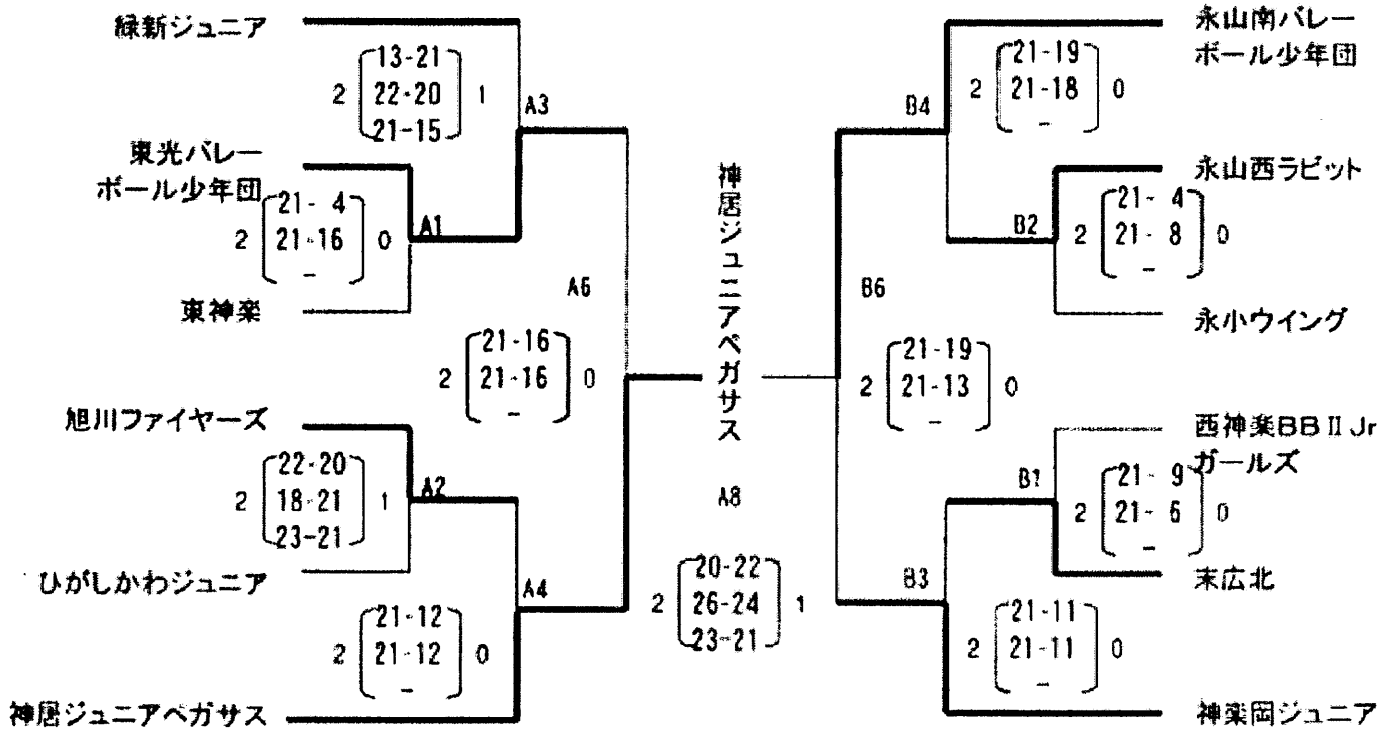 緑新ジュニア
13-21
2 22-20 1
21-15
A3
東光バレー
ボール少年団
21- 4
2 21-16 0
-
A1
東神楽
A6
21-16
2 21-16 0
-
旭川ファイヤーズ
22-20
2 18-21 1
23-21
A2
ひがしかわジュニア
A4
21-12
2 21-12 0
-
神居ジュニアペガサス
神居ジュニアペガサス
A8
20-22
2 26-24 1
23-21
永山南バレー
ボール少年団
21-19
2 21-18 0
-
B4
永山西ラビット
B2
21- 4
2 21- 8 0
-
永小ウイング
B6
21-19
2 21-13 0
-
西神楽BBⅡJr
ガールズ
B1
21- 9
2 21- 6 0
-
末広北
B3
21-11
2 21-11 0
-
神楽岡ジュニア